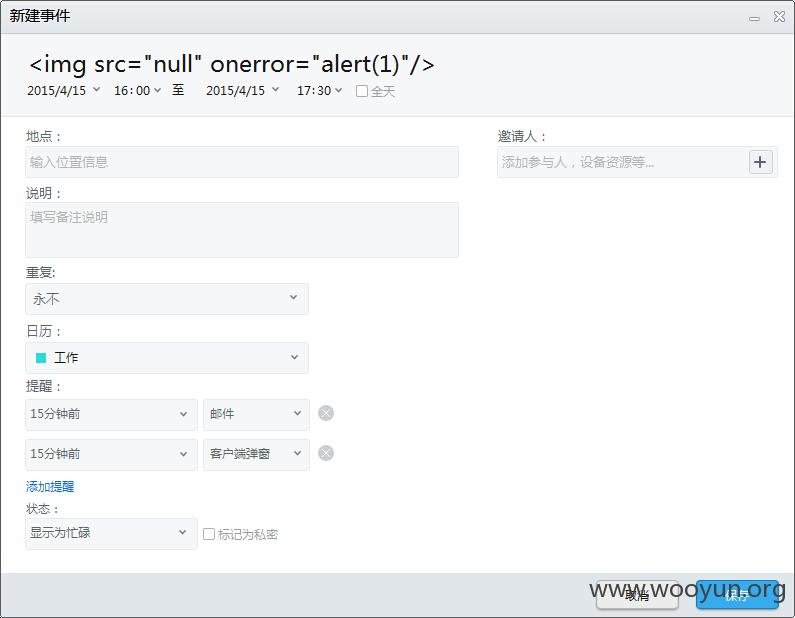 新建事件
<img src="null" onerror="alert(1)"/>
2015/4/15 16:00 至 2015/4/15 17:30 全天
地点： 邀请人：
输入位置信息 添加参与人，设备资源等...
说明：
填写备注说明
重复:
永不
日历：
工作
提醒：
15分钟前 邮件
15分钟前 客户端弹窗
添加提醒
状态：
显示为忙碌 标记为私密
取消 保存
www.wooyun.org